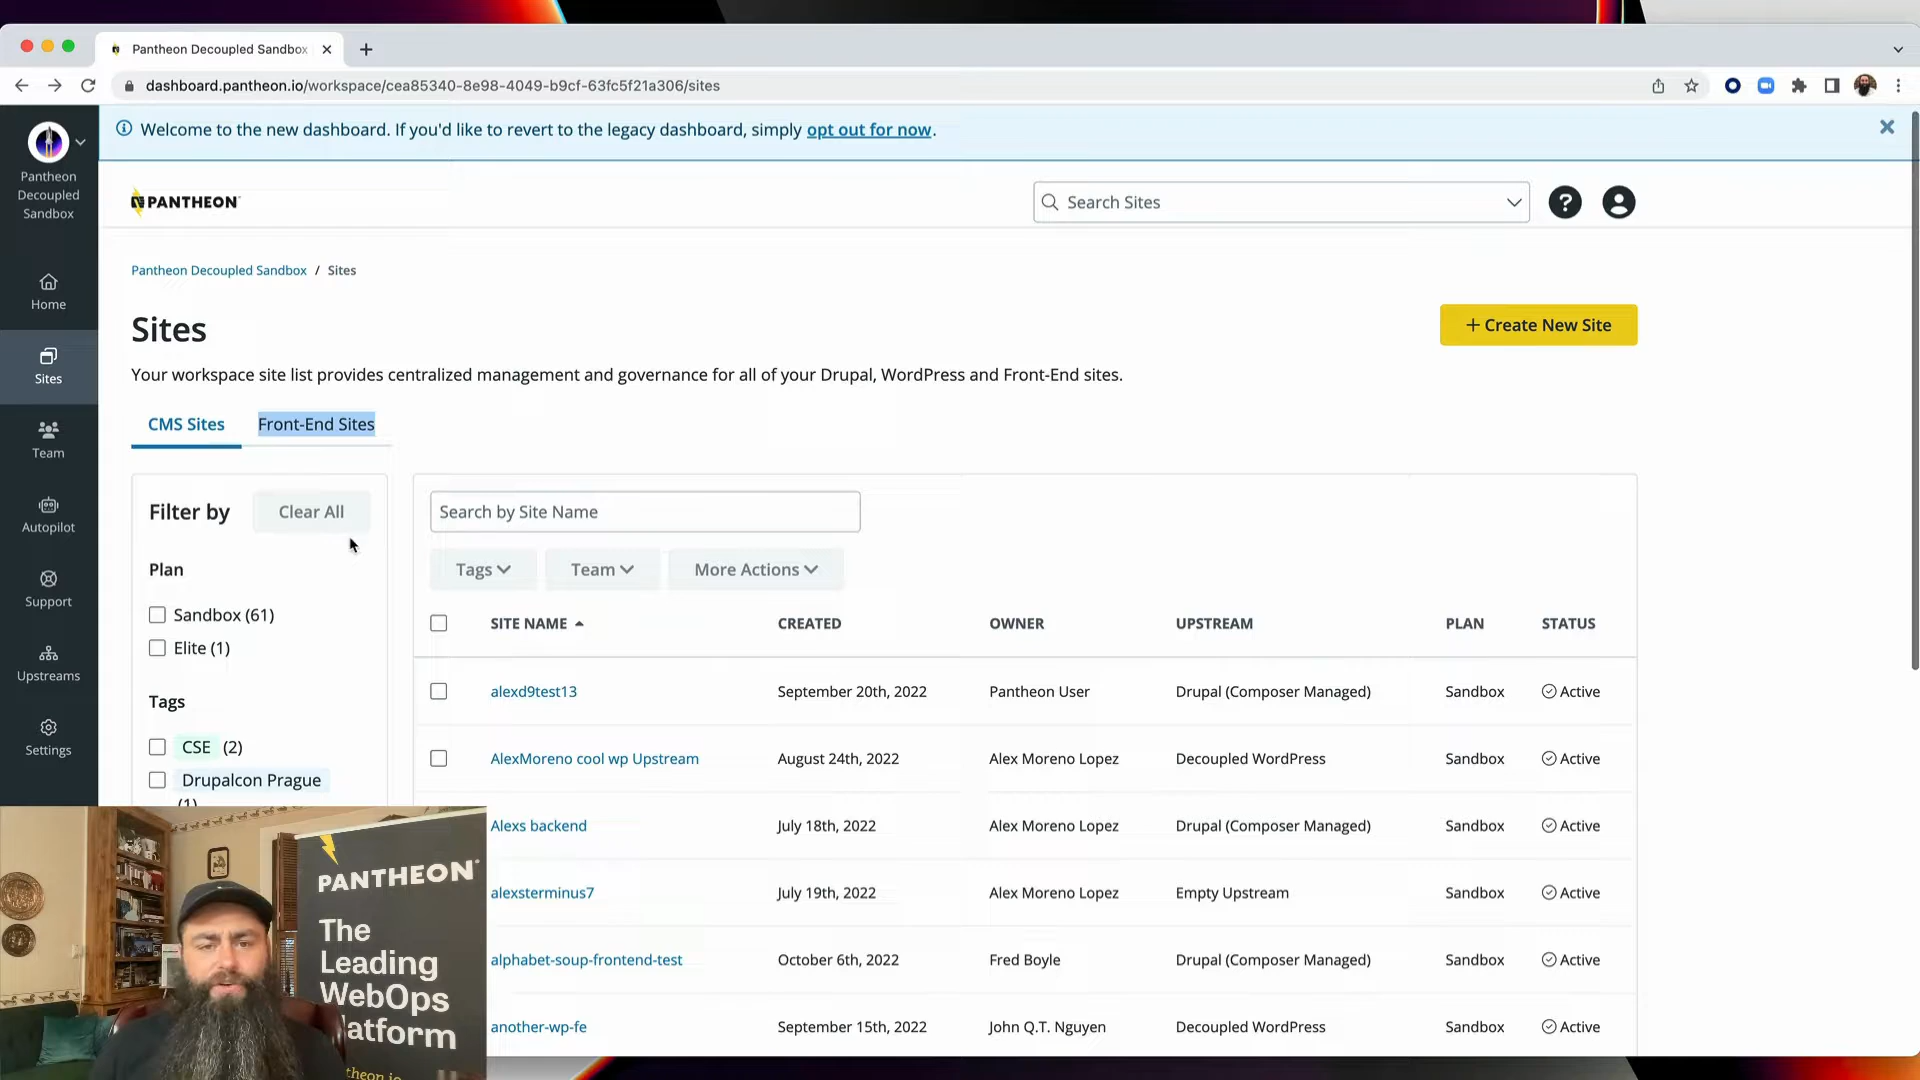 Pantheon Decoupled Sandbox
dashboard.pantheon.io/workspace/cea85340-8e98-4049-b9cf-63fc5f21a306/sites
Welcome to the new dashboard. If you'd like to revert to the legacy dashboard, simply opt out for now.
Pantheon
Decoupled
Sandbox
PANTHEON
Search Sites
?
Pantheon Decoupled Sandbox / Sites
Home
Sites
+ Create New Site
Sites
Your workspace site list provides centralized management and governance for all of your Drupal, WordPress and Front-End sites.
CMS Sites Front-End Sites
Team
Filter by Clear All
Search by Site Name
Autopilot
Plan
Tags Team More Actions
Sandbox (61)
SITE NAME CREATED OWNER UPSTREAM PLAN STATUS
Support
Elite (1)
Upstreams
alexd9test13 September 20th, 2022 Pantheon User Drupal (Composer Managed) Sandbox Active
Tags
CSE (2)
Settings
AlexMoreno cool wp Upstream August 24th, 2022 Alex Moreno Lopez Decoupled WordPress Sandbox Active
Drupalcon Prague
(1)
Alexs backend July 18th, 2022 Alex Moreno Lopez Drupal (Composer Managed) Sandbox Active
alexsterminus7 July 19th, 2022 Alex Moreno Lopez Empty Upstream Sandbox Active
alphabet-soup-frontend-test October 6th, 2022 Fred Boyle Drupal (Composer Managed) Sandbox Active
another-wp-fe September 15th, 2022 John Q.T. Nguyen Decoupled WordPress Sandbox Active
PANTHEON
The
Leading
WebOps
latform
theon.io